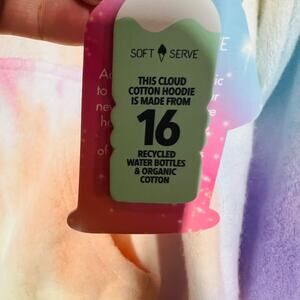 SOFT SERVE
THIS CLOUD
COTTON HOODIE
IS MADE FROM
16
RECYCLED
WATER BOTTLES
& ORGANIC
COTTON